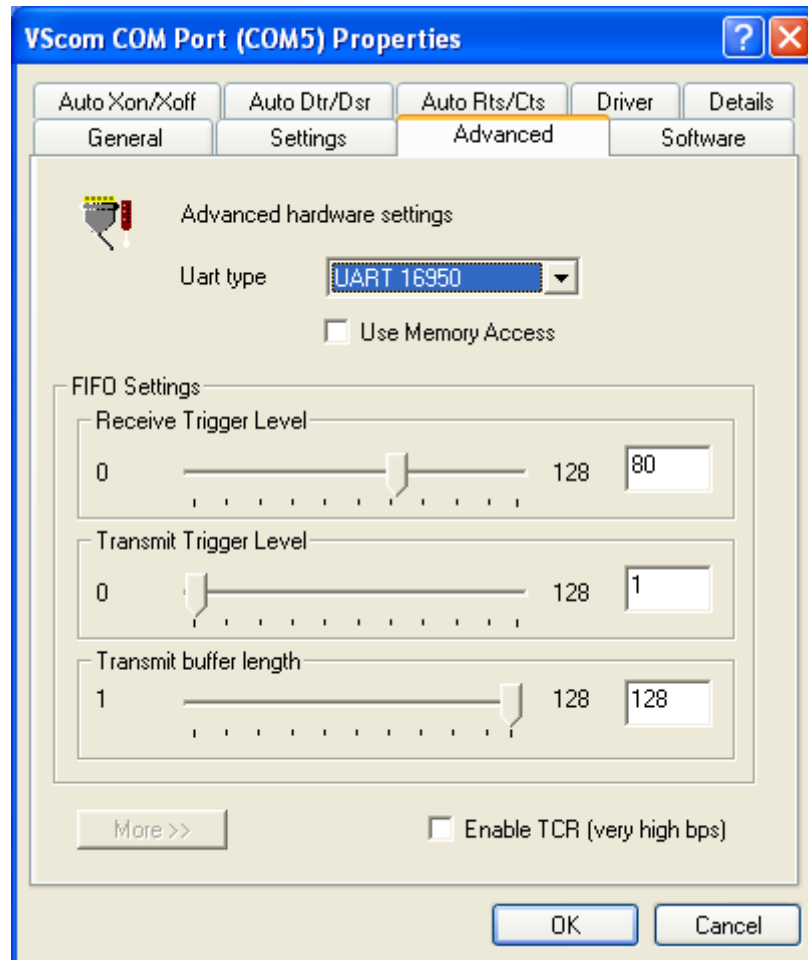 VScom COM Port (COM5) Properties
Auto Xon/Xoff Auto Dtr/Dsr Auto Rts/Cts Driver Details
General Settings Advanced Software
Advanced hardware settings
Uart type UART 16950
Use Memory Access
FIFO Settings
Receive Trigger Level
0 128 80
Transmit Trigger Level
0 128 1
Transmit buffer length
1 128 128
More >> Enable TCR (very high bps)
OK Cancel